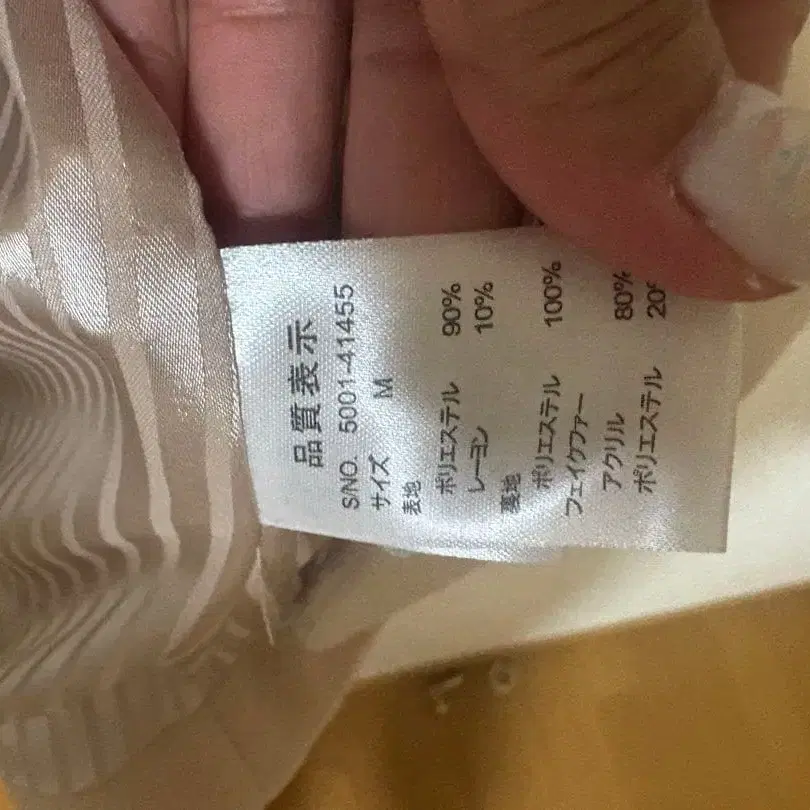 品質表示
S/NO. 5001-41455
サイズ M
表地
ポリエステル 90%
レーヨン 10%
裏地
ポリエステル 100%
フェイクファー
アクリル 80%
ポリエステル 20